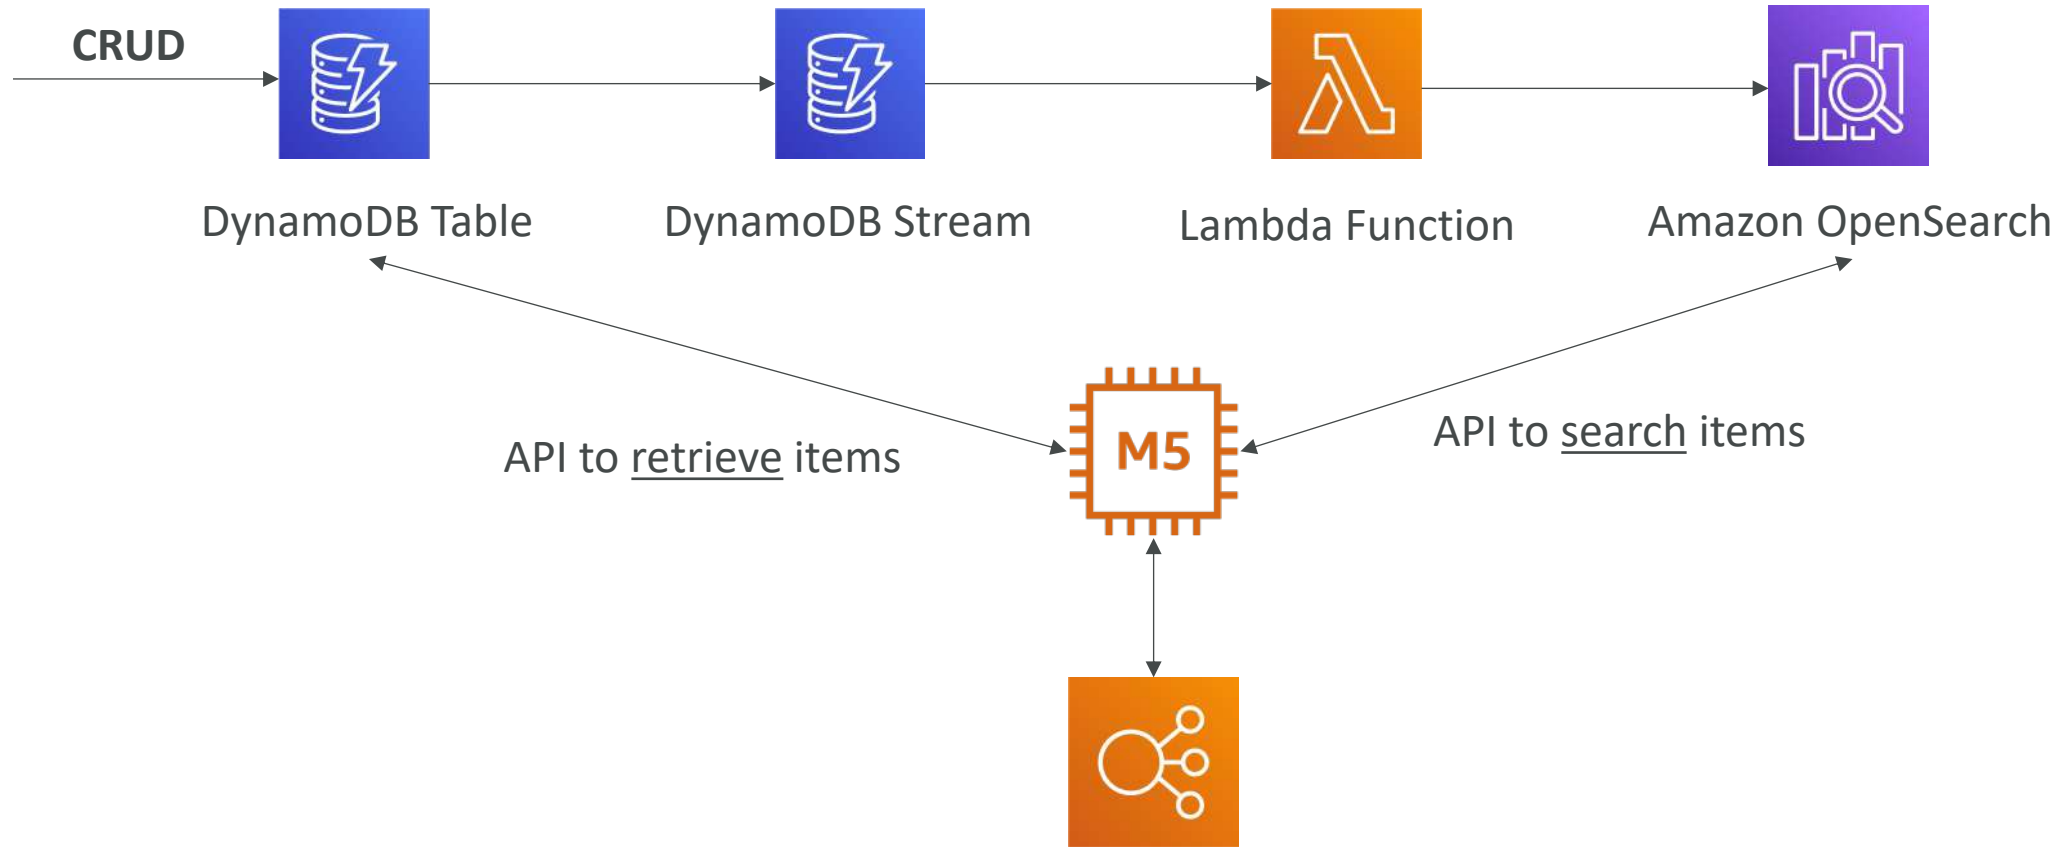 CRUD
DynamoDB Table
DynamoDB Stream
Lambda Function
Amazon OpenSearch
API to retrieve items
M5
API to search items